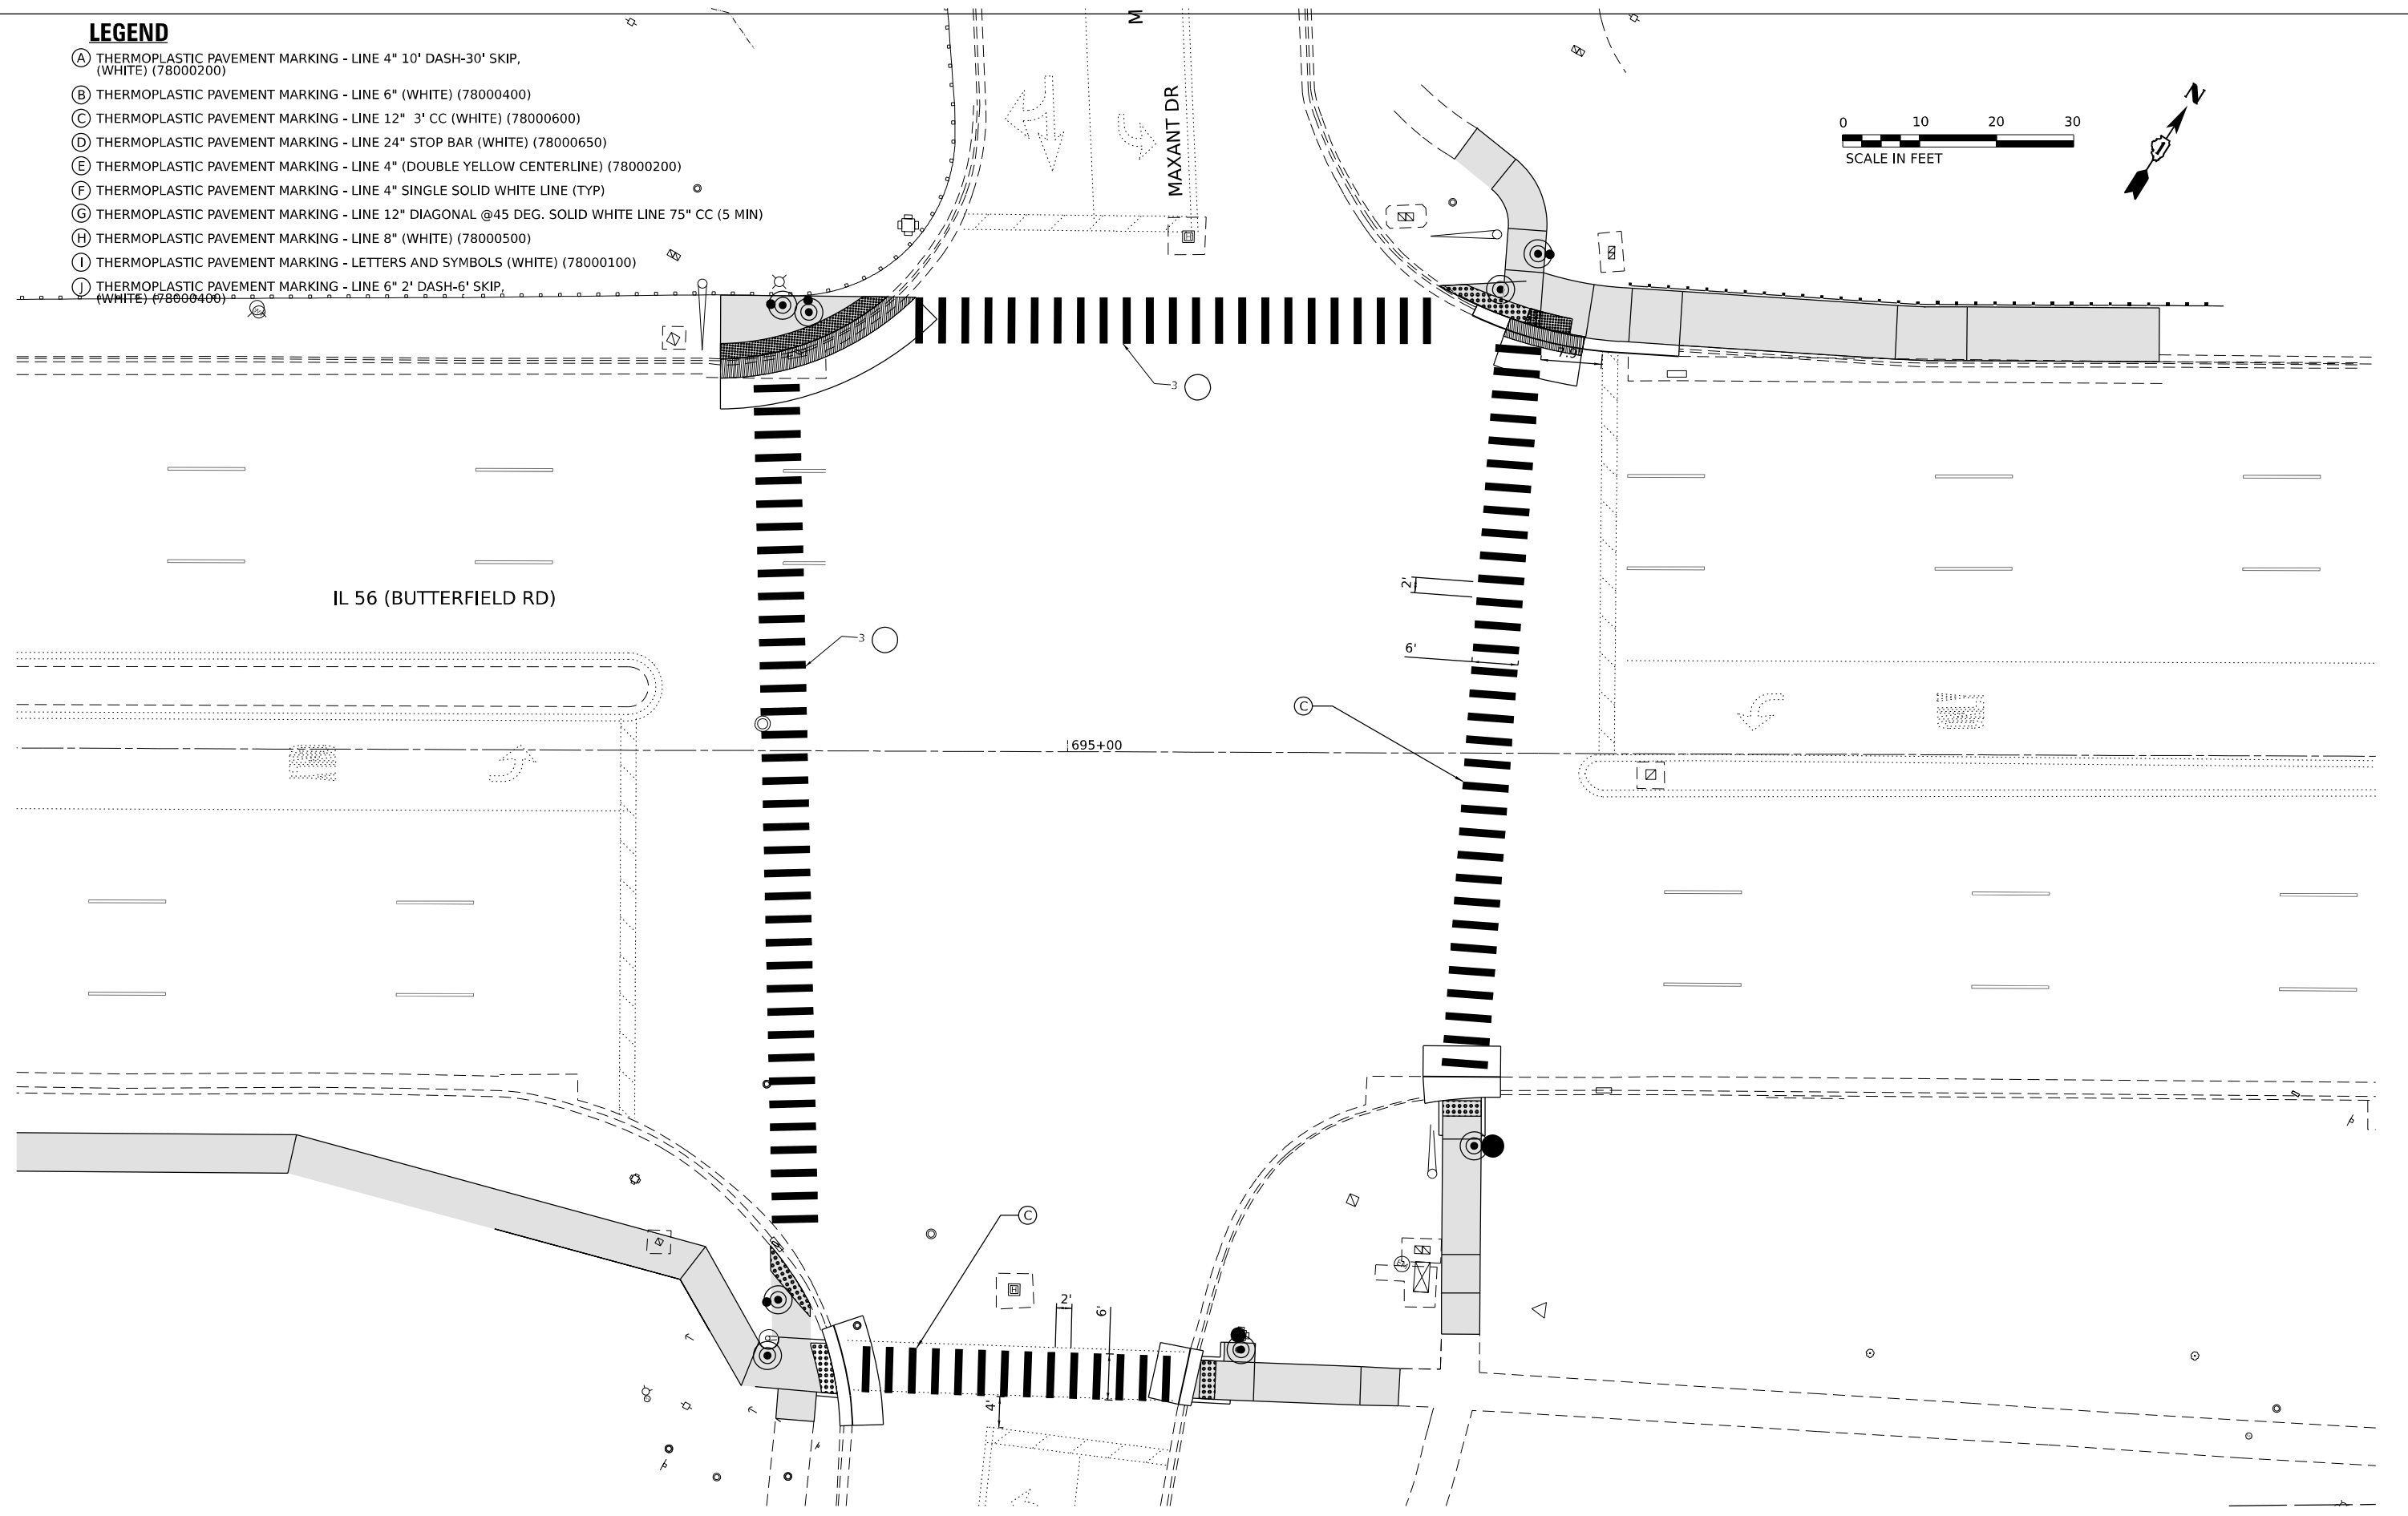 LEGEND
A THERMOPLASTIC PAVEMENT MARKING - LINE 4" 10' DASH-30' SKIP,
(WHITE) (78000200)
B THERMOPLASTIC PAVEMENT MARKING - LINE 6" (WHITE) (78000400)
C THERMOPLASTIC PAVEMENT MARKING - LINE 12" 3' CC (WHITE) (78000600)
D THERMOPLASTIC PAVEMENT MARKING - LINE 24" STOP BAR (WHITE) (78000650)
E THERMOPLASTIC PAVEMENT MARKING - LINE 4" (DOUBLE YELLOW CENTERLINE) (78000200)
F THERMOPLASTIC PAVEMENT MARKING - LINE 4" SINGLE SOLID WHITE LINE (TYP)
G THERMOPLASTIC PAVEMENT MARKING - LINE 12" DIAGONAL @45 DEG. SOLID WHITE LINE 75" CC (5 MIN)
H THERMOPLASTIC PAVEMENT MARKING - LINE 8" (WHITE) (78000500)
I THERMOPLASTIC PAVEMENT MARKING - LETTERS AND SYMBOLS (WHITE) (78000100)
J THERMOPLASTIC PAVEMENT MARKING - LINE 6" 2' DASH-6' SKIP,
(WHITE) (78000400)
M
MAXANT DR
0 10 20 30
SCALE IN FEET
N
H
7.9'
3
2'
IL 56 (BUTTERFIELD RD)
3
6'
C
695+00
C
H
2'
6'
4'